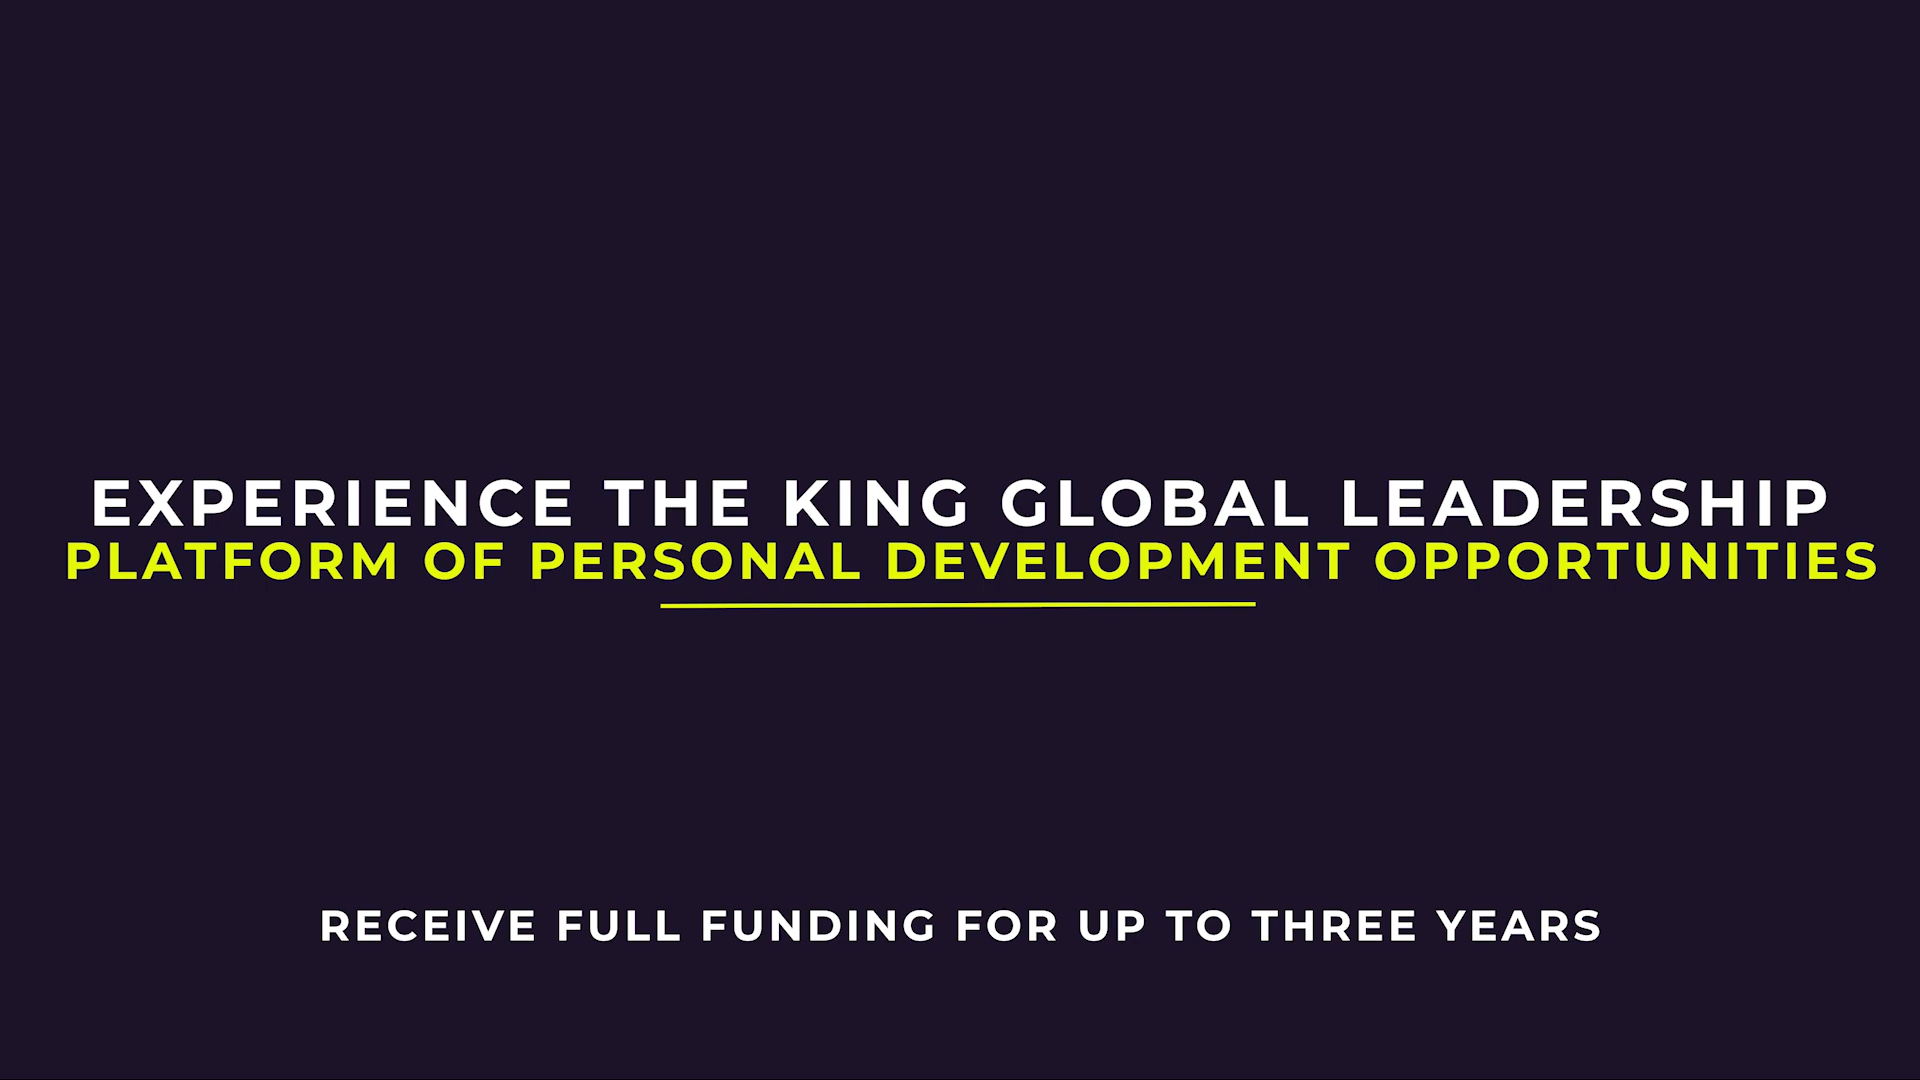 EXPERIENCE THE KING GLOBAL LEADERSHIP
PLATFORM OF PERSONAL DEVELOPMENT OPPORTUNITIES
RECEIVE FULL FUNDING FOR UP TO THREE YEARS